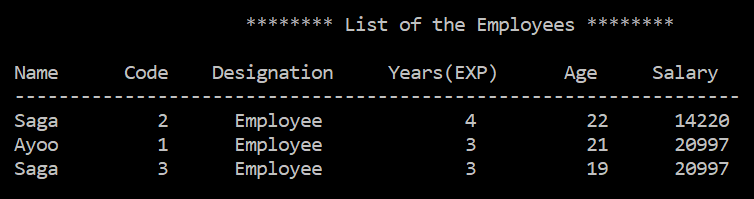 ******** List of the Employees ********
Name Code Designation Years(EXP) Age Salary
--------------------------------------------------------------------
Saga 2 Employee 4 22 14220
Ayoo 1 Employee 3 21 20997
Saga 3 Employee 3 19 20997